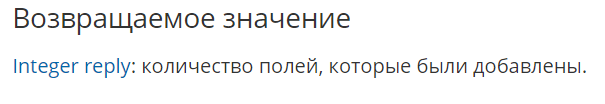 Возвращаемое значение
Integer reply: количество полей, которые были добавлены.